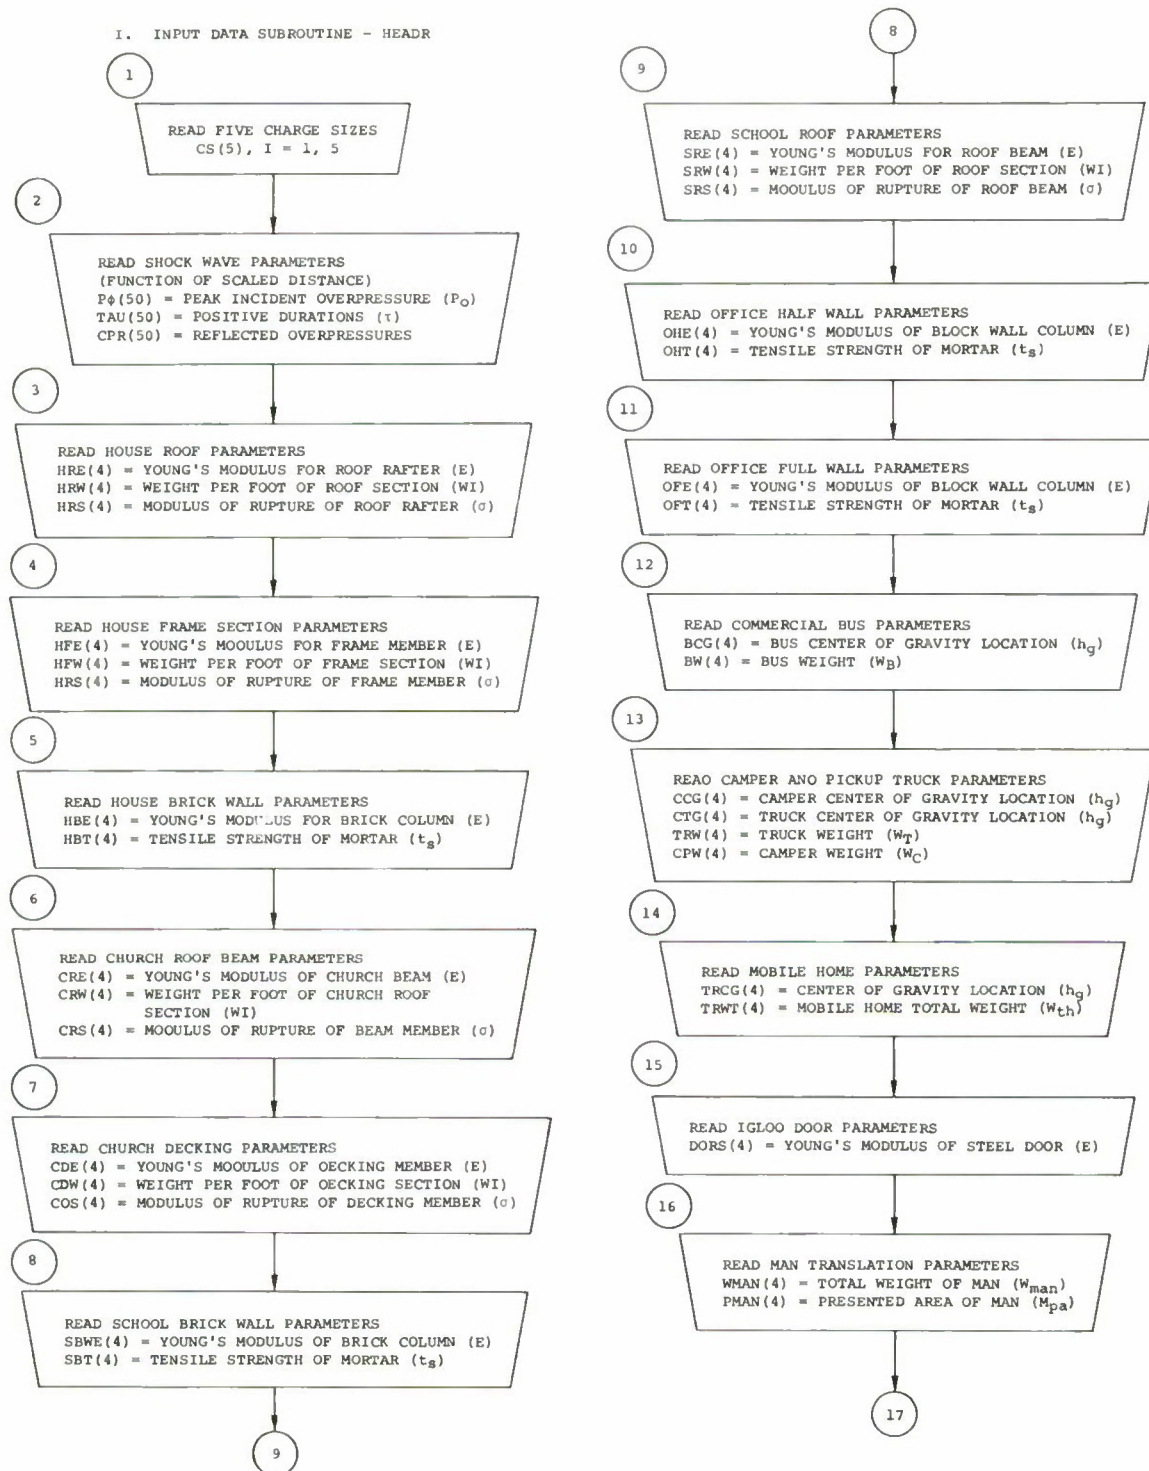 I. INPUT DATA SUBROUTINE - HEADR
1
READ FIVE CHARGE SIZES
CS(5), I = 1, 5
2
READ SHOCK WAVE PARAMETERS
(FUNCTION OF SCALED DISTANCE)
Pϕ(50) = PEAK INCIDENT OVERPRESSURE (Po)
TAU(50) = POSITIVE DURATIONS (τ)
CPR(50) = REFLECTED OVERPRESSURES
3
READ HOUSE ROOF PARAMETERS
HRE(4) = YOUNG'S MODULUS FOR ROOF RAFTER (E)
HRW(4) = WEIGHT PER FOOT OF ROOF SECTION (WI)
HRS(4) = MODULUS OF RUPTURE OF ROOF RAFTER (σ)
4
READ HOUSE FRAME SECTION PARAMETERS
HFE(4) = YOUNG'S MOOULUS FOR FRAME MEMBER (E)
HFW(4) = WEIGHT PER FOOT OF FRAME SECTION (WI)
HRS(4) = MODULUS OF RUPTURE OF FRAME MEMBER (σ)
5
READ HOUSE BRICK WALL PARAMETERS
HBE(4) = YOUNG'S MODULUS FOR BRICK COLUMN (E)
HBT(4) = TENSILE STRENGTH OF MORTAR (ts)
6
READ CHURCH ROOF BEAM PARAMETERS
CRE(4) = YOUNG'S MODULUS OF CHURCH BEAM (E)
CRW(4) = WEIGHT PER FOOT OF CHURCH ROOF
SECTION (WI)
CRS(4) = MOOULUS OF RUPTURE OF BEAM MEMBER (σ)
7
READ CHURCH DECKING PARAMETERS
CDE(4) = YOUNG'S MOOULUS OF OECKING MEMBER (E)
CDW(4) = WEIGHT PER FOOT OF OECKING SECTION (WI)
COS(4) = MODULUS OF RUPTURE OF DECKING MEMBER (σ)
8
READ SCHOOL BRICK WALL PARAMETERS
SBWE(4) = YOUNG'S MODULUS OF BRICK COLUMN (E)
SBT(4) = TENSILE STRENGTH OF MORTAR (ts)
9
8
9
READ SCHOOL ROOF PARAMETERS
SRE(4) = YOUNG'S MODULUS FOR ROOF BEAM (E)
SRW(4) = WEIGHT PER FOOT OF ROOF SECTION (WI)
SRS(4) = MOOULUS OF RUPTURE OF ROOF BEAM (σ)
10
READ OFFICE HALF WALL PARAMETERS
OHE(4) = YOUNG'S MODULUS OF BLOCK WALL COLUMN (E)
OHT(4) = TENSILE STRENGTH OF MORTAR (ts)
11
READ OFFICE FULL WALL PARAMETERS
OFE(4) = YOUNG'S MODULUS OF BLOCK WALL COLUMN (E)
OFT(4) = TENSILE STRENGTH OF MORTAR (ts)
12
READ COMMERCIAL BUS PARAMETERS
BCG(4) = BUS CENTER OF GRAVITY LOCATION (hg)
BW(4) = BUS WEIGHT (WB)
13
REAO CAMPER ANO PICKUP TRUCK PARAMETERS
CCG(4) = CAMPER CENTER OF GRAVITY LOCATION (hg)
CTG(4) = TRUCK CENTER OF GRAVITY LOCATION (hg)
TRW(4) = TRUCK WEIGHT (WT)
CPW(4) = CAMPER WEIGHT (WC)
14
READ MOBILE HOME PARAMETERS
TRCG(4) = CENTER OF GRAVITY LOCATION (hg)
TRWT(4) = MOBILE HOME TOTAL WEIGHT (Wth)
15
READ IGLOO DOOR PARAMETERS
DORS(4) = YOUNG'S MODULUS OF STEEL DOOR (E)
16
READ MAN TRANSLATION PARAMETERS
WMAN(4) = TOTAL WEIGHT OF MAN (Wman)
PMAN(4) = PRESENTED AREA OF MAN (Mpa)
17